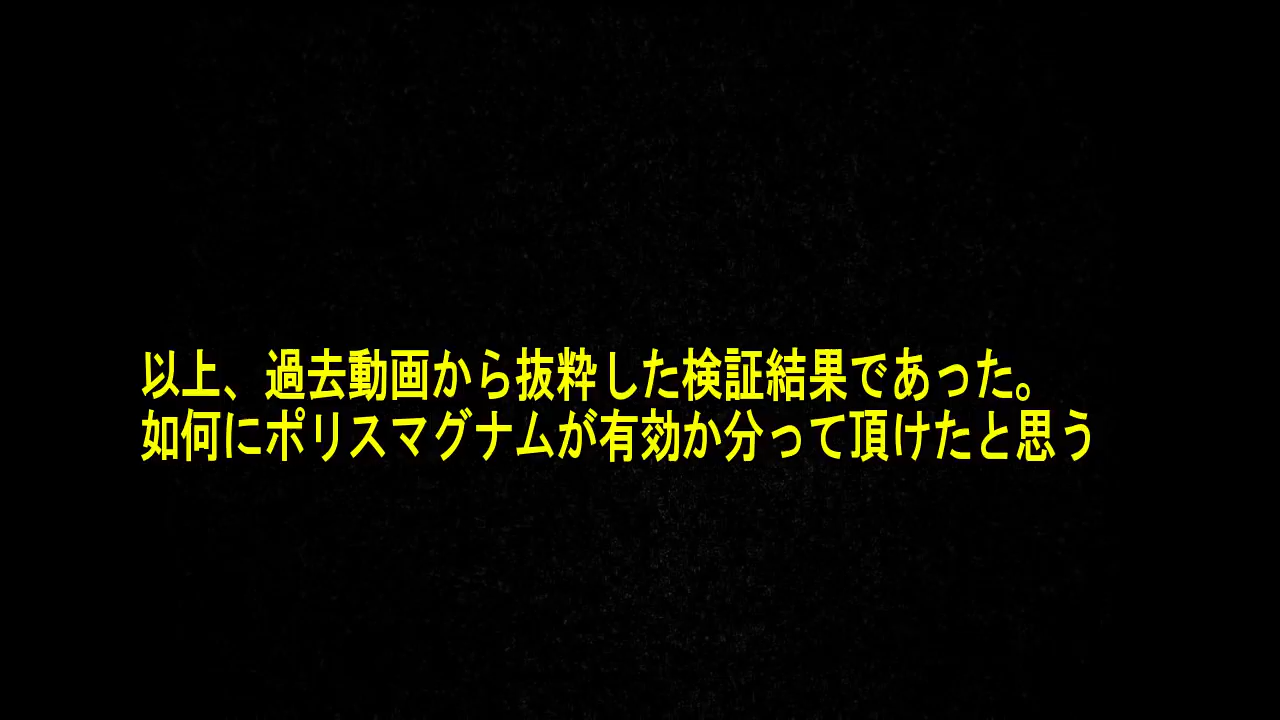 以上、過去動画から抜粋した検証結果であった。
如何にポリスマグナムが有効か分って頂けたと思う